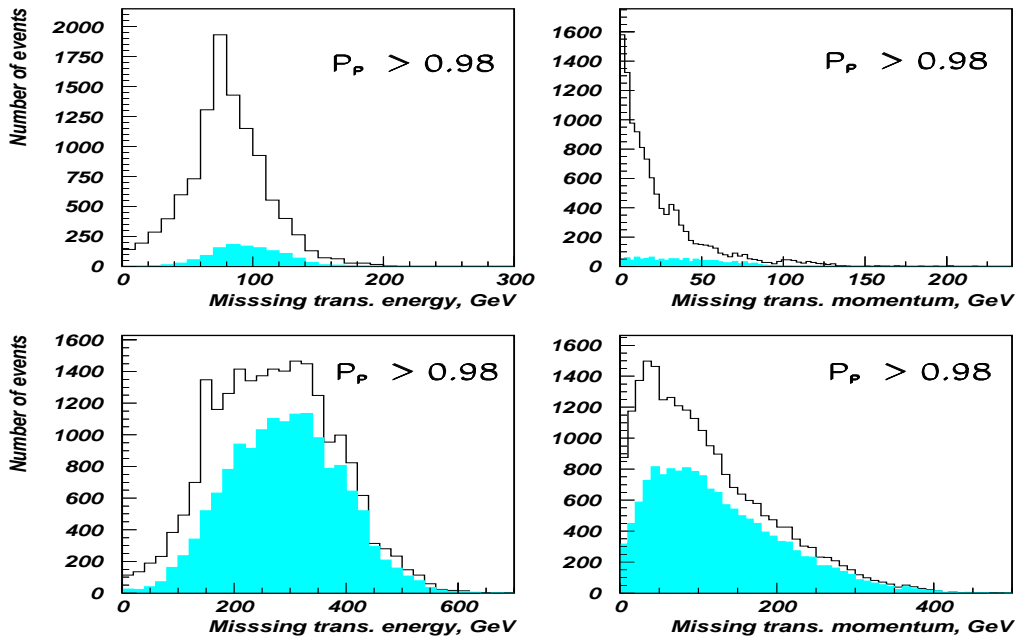 Number of events
2000
1750
1500
1250
1000
750
500
250
0
P_P > 0.98
0 100 200 300
Misssing trans. energy, GeV
1600
1400
1200
1000
800
600
400
200
0
P_P > 0.98
0 50 100 150 200
Missing trans. momentum, GeV
Number of events
1600
1400
1200
1000
800
600
400
200
0
P_P > 0.98
0 200 400 600
Misssing trans. energy, GeV
1600
1400
1200
1000
800
600
400
200
0
P_P > 0.98
0 200 400
Missing trans. momentum, GeV